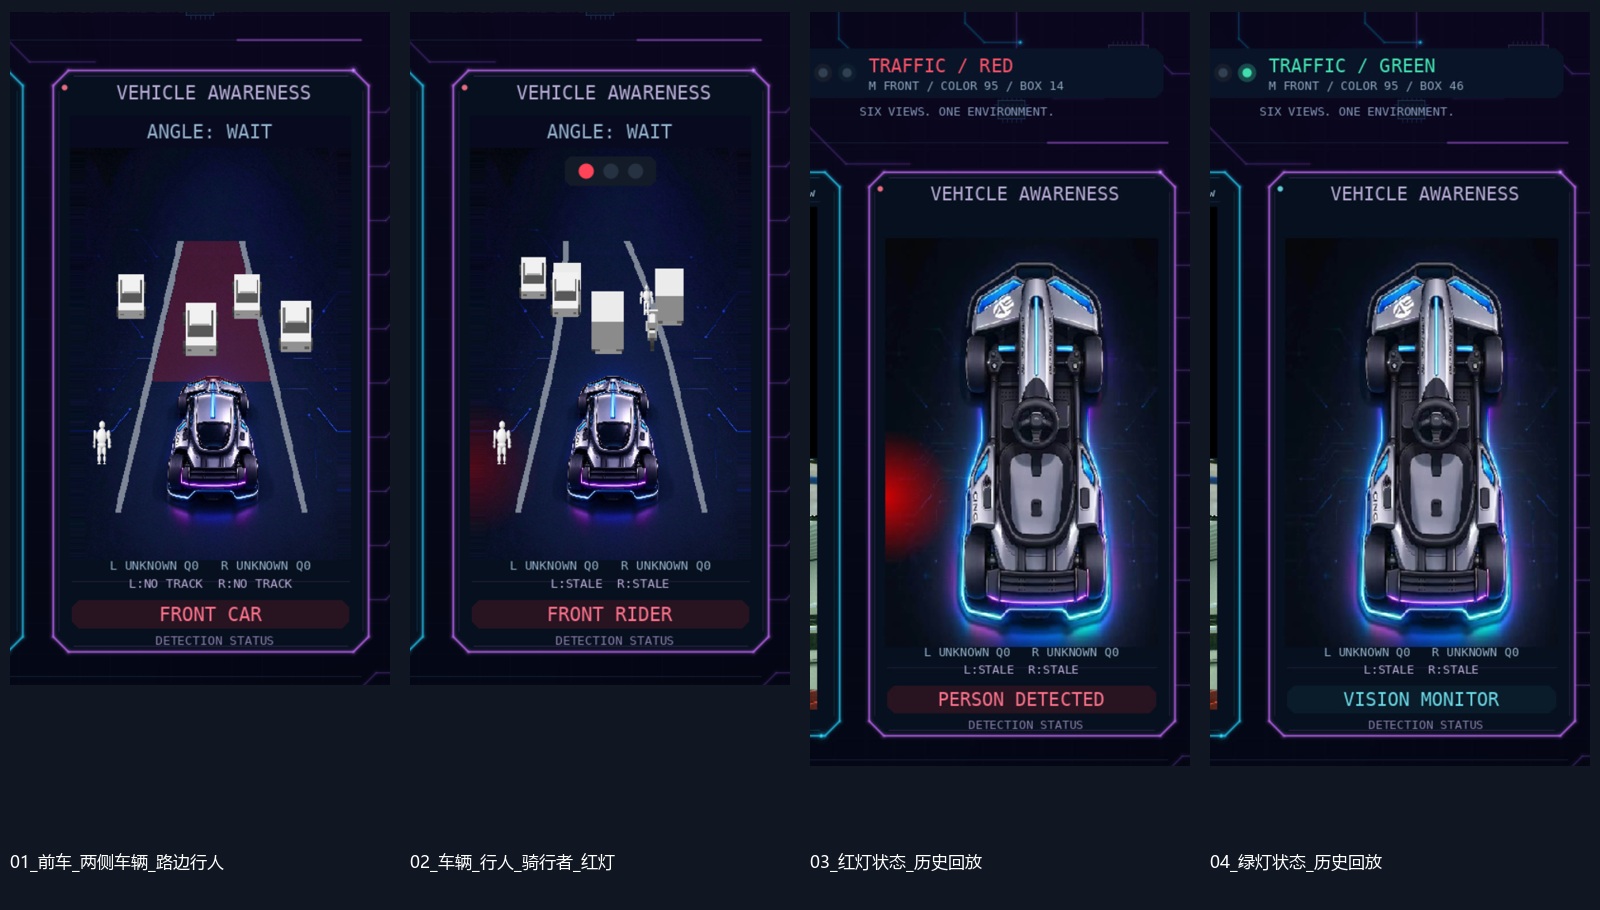 VEHICLE AWARENESS
ANGLE: WAIT
L UNKNOWN Q0 R UNKNOWN Q0
L:NO TRACK R:NO TRACK
FRONT CAR
DETECTION STATUS
01_前车_两侧车辆_路边行人
VEHICLE AWARENESS
ANGLE: WAIT
L UNKNOWN Q0 R UNKNOWN Q0
L:STALE R:STALE
FRONT RIDER
DETECTION STATUS
02_车辆_行人_骑行者_红灯
TRAFFIC / RED
M FRONT / COLOR 95 / BOX 14
SIX VIEWS. ONE ENVIRONMENT.
VEHICLE AWARENESS
L UNKNOWN Q0 R UNKNOWN Q0
L:STALE R:STALE
PERSON DETECTED
DETECTION STATUS
03_红灯状态_历史回放
TRAFFIC / GREEN
M FRONT / COLOR 95 / BOX 46
SIX VIEWS. ONE ENVIRONMENT.
VEHICLE AWARENESS
L UNKNOWN Q0 R UNKNOWN Q0
L:STALE R:STALE
VISION MONITOR
DETECTION STATUS
04_绿灯状态_历史回放